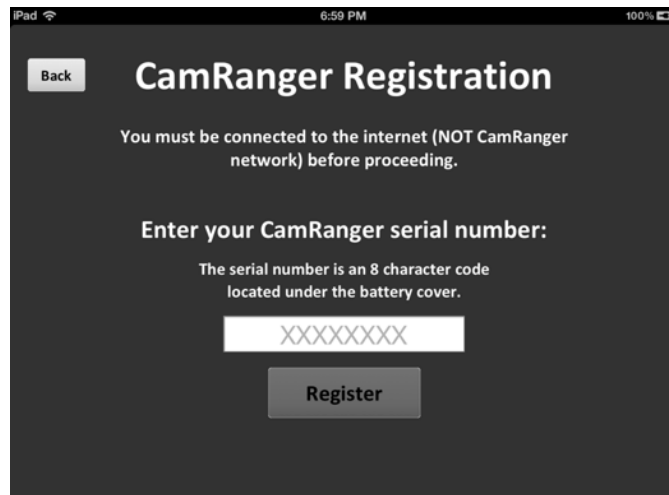 iPad 6:59 PM 100%
Back
CamRanger Registration
You must be connected to the internet (NOT CamRanger
network) before proceeding.
Enter your CamRanger serial number:
The serial number is an 8 character code
located under the battery cover.
XXXXXXXX
Register